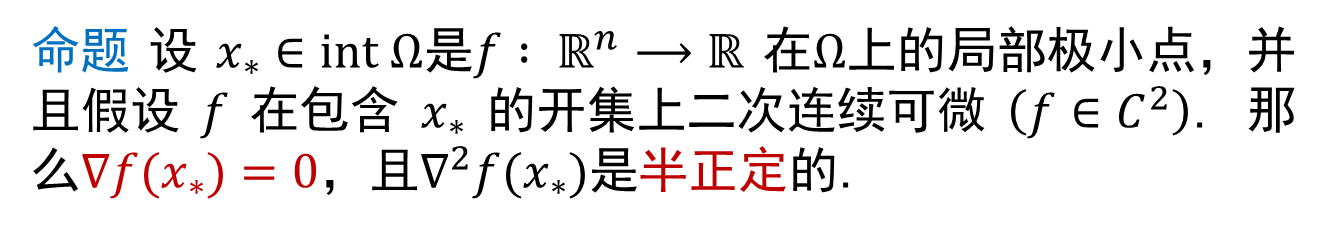 命题 设 x* ∈ int Ω是f : ℝⁿ ⟶ ℝ 在Ω上的局部极小点，并
且假设 f 在包含 x* 的开集上二次连续可微 (f ∈ C²). 那
么∇f(x*) = 0，且∇²f(x*)是半正定的.